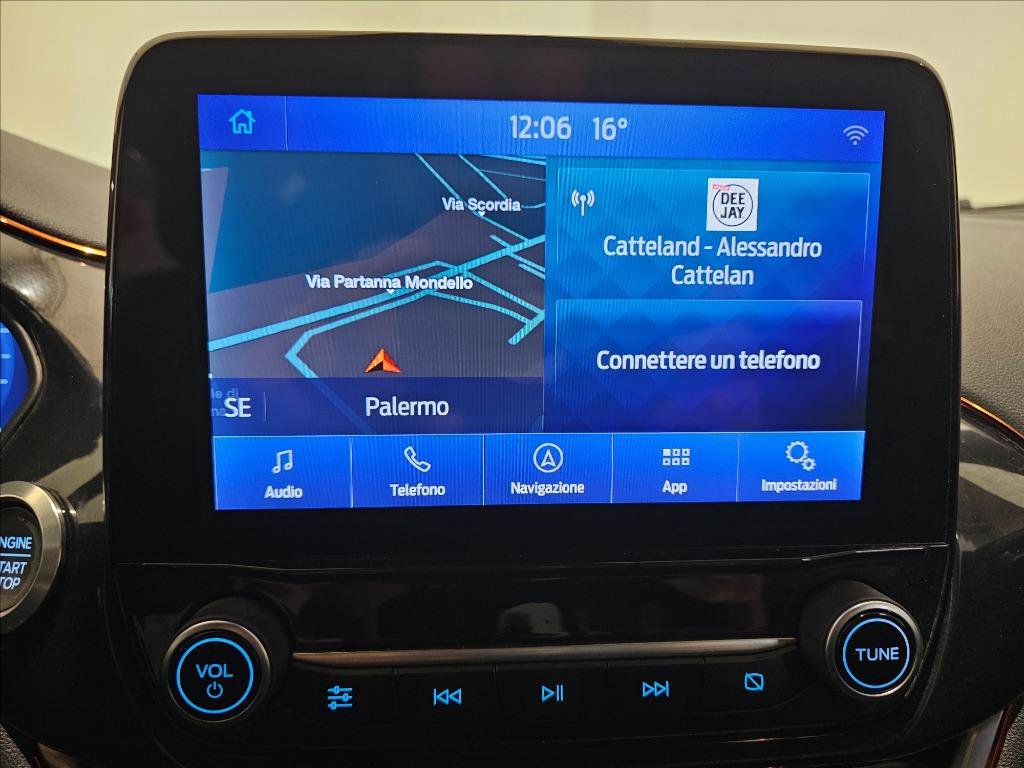 12:06 16°
Via Scordia
Via Partanna Mondello
SE
Palermo
DEE
JAY
Catteland - Alessandro
Cattelan
Connettere un telefono
Audio
Telefono
Navigazione
App
Impostazioni
ENGINE
START
STOP
VOL
TUNE